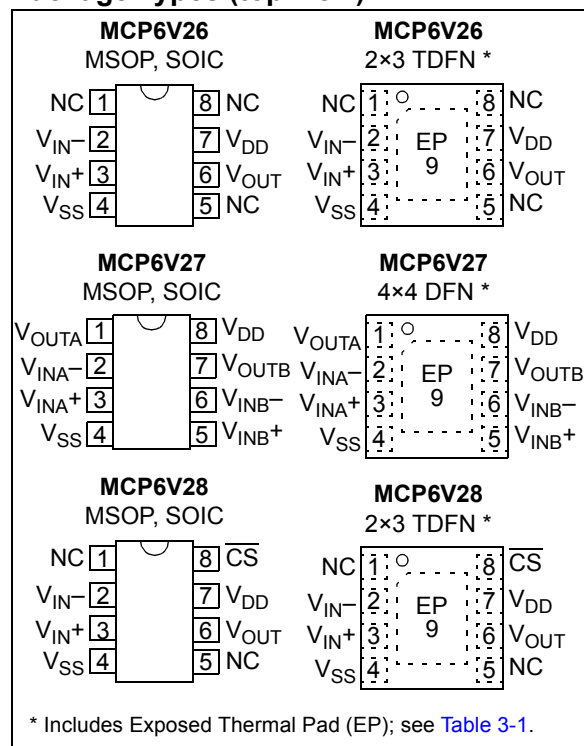 MCP6V26 MCP6V26
MSOP, SOIC 2×3 TDFN *
NC 1 8 NC NC 1 8 NC
VIN– 2 7 VDD VIN– 2 EP 7 VDD
VIN+ 3 6 VOUT VIN+ 3 9 6 VOUT
VSS 4 5 NC VSS 4 5 NC
MCP6V27 MCP6V27
MSOP, SOIC 4×4 DFN *
VOUTA 1 8 VDD VOUTA 1 8 VDD
VINA– 2 7 VOUTB VINA– 2 EP 7 VOUTB
VINA+ 3 6 VINB– VINA+ 3 9 6 VINB–
VSS 4 5 VINB+ VSS 4 5 VINB+
MCP6V28 MCP6V28
MSOP, SOIC 2×3 TDFN *
NC 1 8 CS NC 1 8 CS
VIN– 2 7 VDD VIN– 2 EP 7 VDD
VIN+ 3 6 VOUT VIN+ 3 9 6 VOUT
VSS 4 5 NC VSS 4 5 NC
* Includes Exposed Thermal Pad (EP); see Table 3-1.